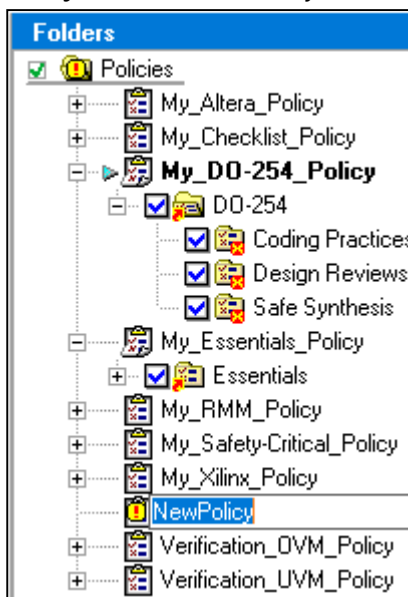 Folders
Policies
My_Altera_Policy
My_Checklist_Policy
My_DO-254_Policy
DO-254
Coding Practices
Design Reviews
Safe Synthesis
My_Essentials_Policy
Essentials
My_RMM_Policy
My_Safety-Critical_Policy
My_Xilinx_Policy
NewPolicy
Verification_OVM_Policy
Verification_UVM_Policy